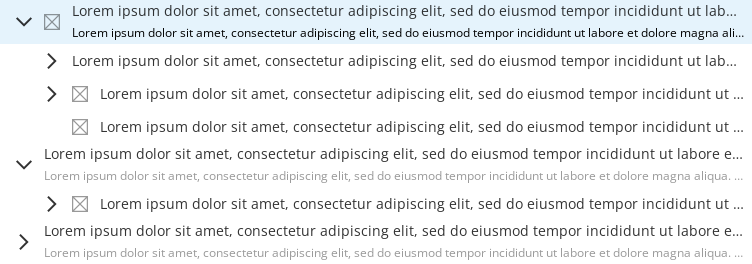 Lorem ipsum dolor sit amet, consectetur adipiscing elit, sed do eiusmod tempor incididunt ut lab...
Lorem ipsum dolor sit amet, consectetur adipiscing elit, sed do eiusmod tempor incididunt ut labore et dolore magna ali...
Lorem ipsum dolor sit amet, consectetur adipiscing elit, sed do eiusmod tempor incididunt ut lab...
Lorem ipsum dolor sit amet, consectetur adipiscing elit, sed do eiusmod tempor incididunt ut ...
Lorem ipsum dolor sit amet, consectetur adipiscing elit, sed do eiusmod tempor incididunt ut ...
Lorem ipsum dolor sit amet, consectetur adipiscing elit, sed do eiusmod tempor incididunt ut labore e...
Lorem ipsum dolor sit amet, consectetur adipiscing elit, sed do eiusmod tempor incididunt ut labore et dolore magna aliqua. ...
Lorem ipsum dolor sit amet, consectetur adipiscing elit, sed do eiusmod tempor incididunt ut ...
Lorem ipsum dolor sit amet, consectetur adipiscing elit, sed do eiusmod tempor incididunt ut labore e...
Lorem ipsum dolor sit amet, consectetur adipiscing elit, sed do eiusmod tempor incididunt ut labore et dolore magna aliqua. ...